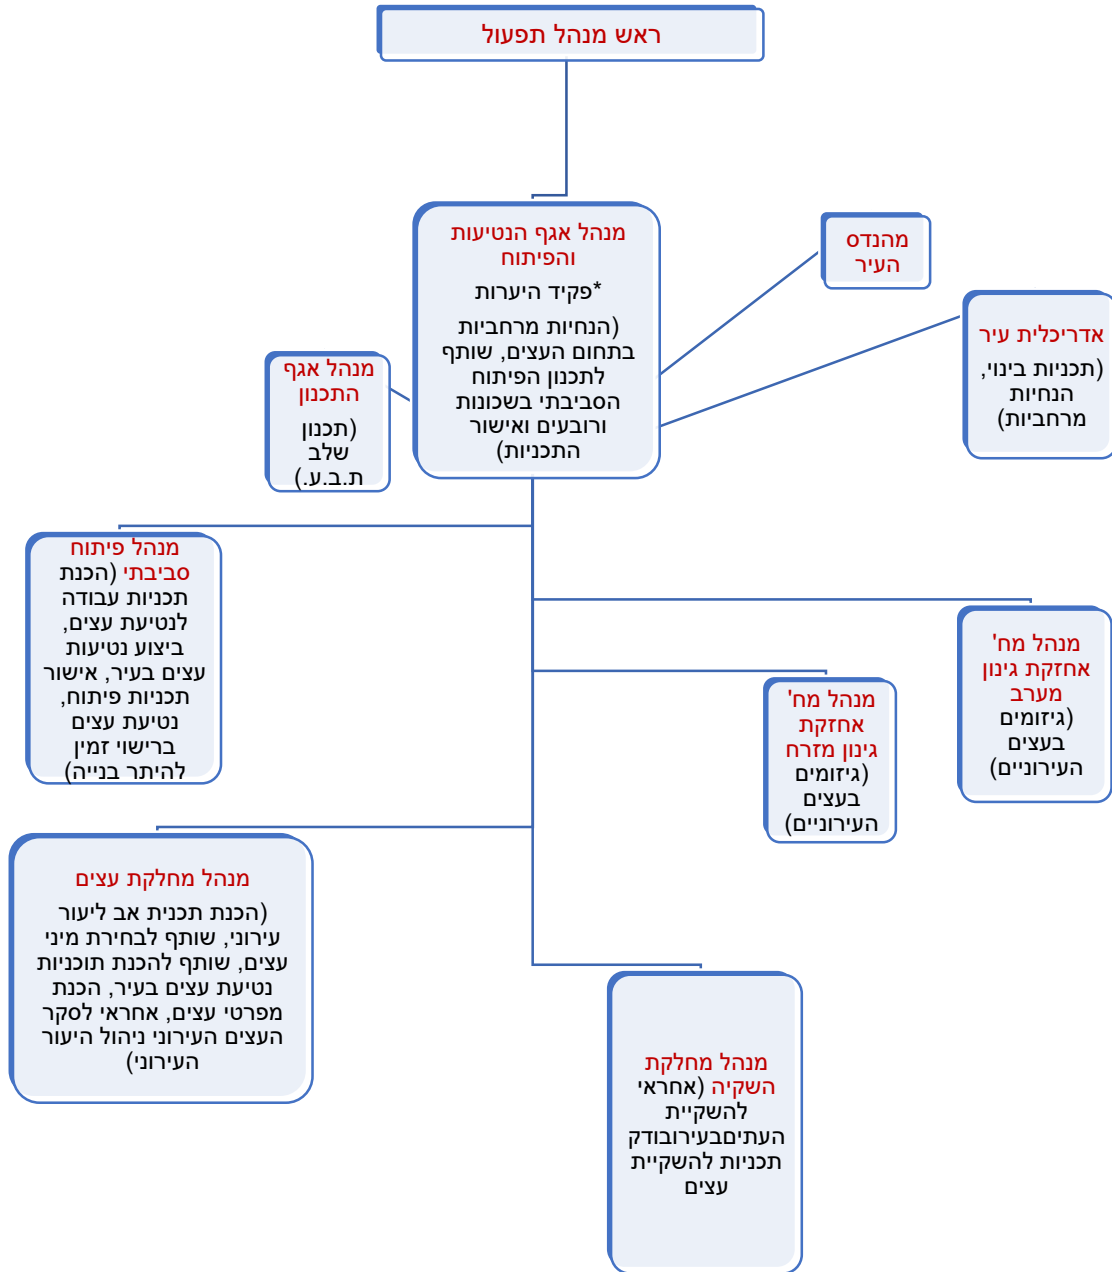 ראש מנהל תפעול
מנהל אגף הנטיעות
והפיתוח
*פקיד היערות
(הנחיות מרחביות
בתחום העצים, שותף
לתכנון הפיתוח
הסביבתי בשכונות
ורובעים ואישור
התכניות)
מהנדס
העיר
אדריכלית עיר
(תכניות בינוי,
הנחיות
מרחביות)
מנהל אגף
התכנון
(תכנון
שלב
ת.ב.ע.)
מנהל פיתוח
סביבתי (הכנת
תכניות עבודה
לנטיעת עצים,
ביצוע נטיעות
עצים בעיר, אישור
תכניות פיתוח,
נטיעת עצים
ברישוי זמין
להיתר בנייה)
מנהל מח'
אחזקת גינון
מערב
(גיזומים
בעצים
העירוניים)
מנהל מח'
אחזקת
גינון מזרח
(גיזומים
בעצים
העירוניים)
מנהל מחלקת עצים
(הכנת תכנית אב ליעור
עירוני, שותף לבחירת מיני
עצים, שותף להכנת תוכניות
נטיעת עצים בעיר, הכנת
מפרטי עצים, אחראי לסקר
העצים העירוני ניהול היעור
העירוני)
מנהל מחלקת
השקיה (אחראי
להשקיית
העתיםבעירובודק
תכניות להשקיית
עצים